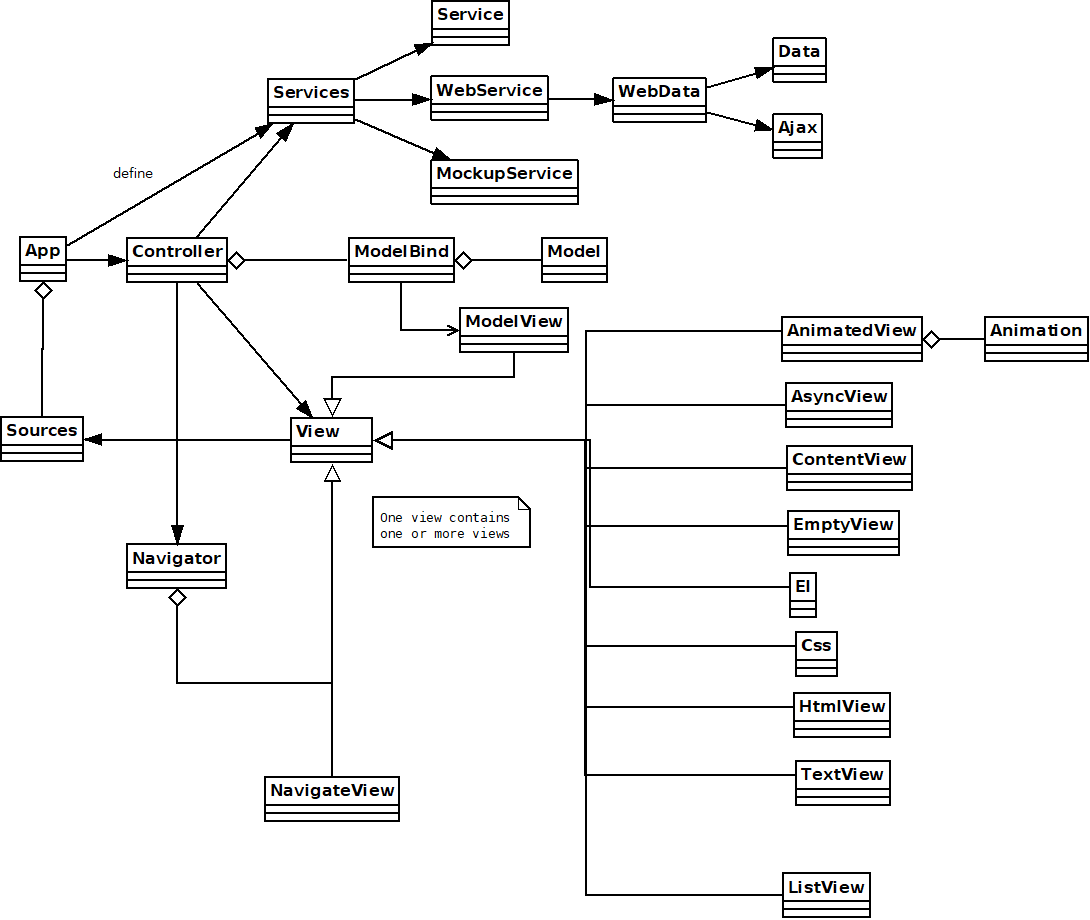 Service
Data
Services
WebService
WebData
Ajax
define
MockupService
App
Controller
ModelBind
Model
ModelView
AnimatedView
Animation
AsyncView
Sources
View
ContentView
One view contains
one or more views
EmptyView
Navigator
El
Css
HtmlView
TextView
NavigateView
ListView